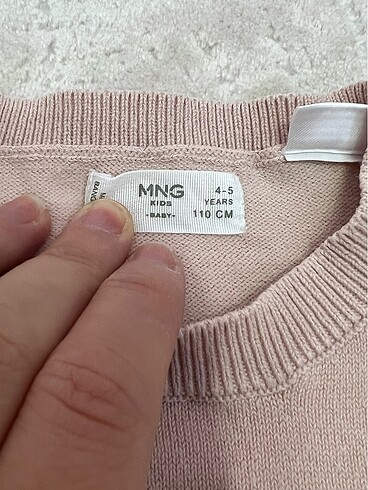 MNG
KIDS
-BABY-
4-5
YEARS
110 CM